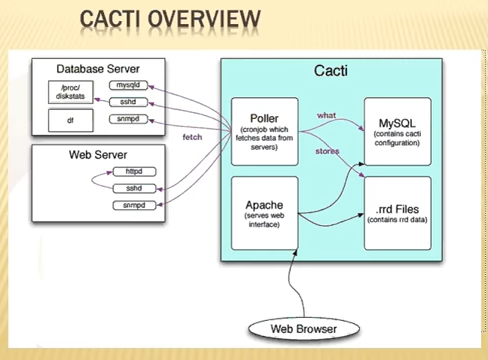 CACTI OVERVIEW
Database Server
/proc/
diskstats
df
mysqld
sshd
snmpd
Web Server
httpd
sshd
snmpd
fetch
Cacti
Poller
(cronjob which
fetches data from
servers)
what
stores
MySQL
(contains cacti
configuration)
Apache
(serves web
interface)
.rrd Files
(contains rrd data)
Web Browser